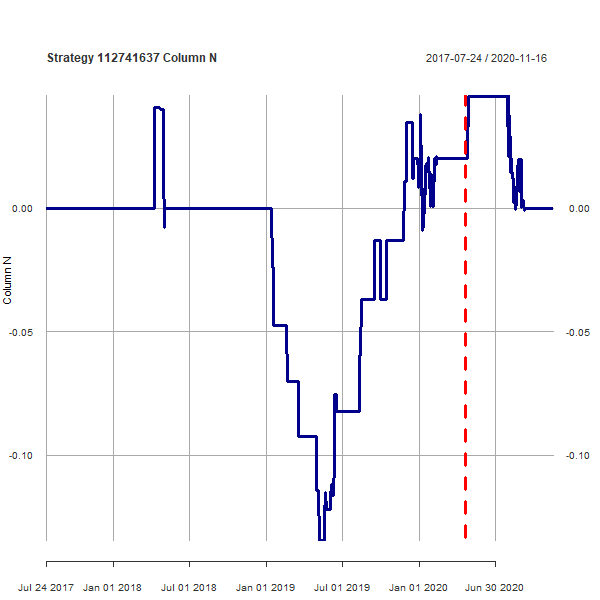 Strategy 112741637 Column N
2017-07-24 / 2020-11-16
0.00
0.00
Column N
-0.05
-0.05
-0.10
-0.10
Jul 24 2017
Jan 01 2018
Jul 01 2018
Jan 01 2019
Jul 01 2019
Jan 01 2020
Jun 30 2020